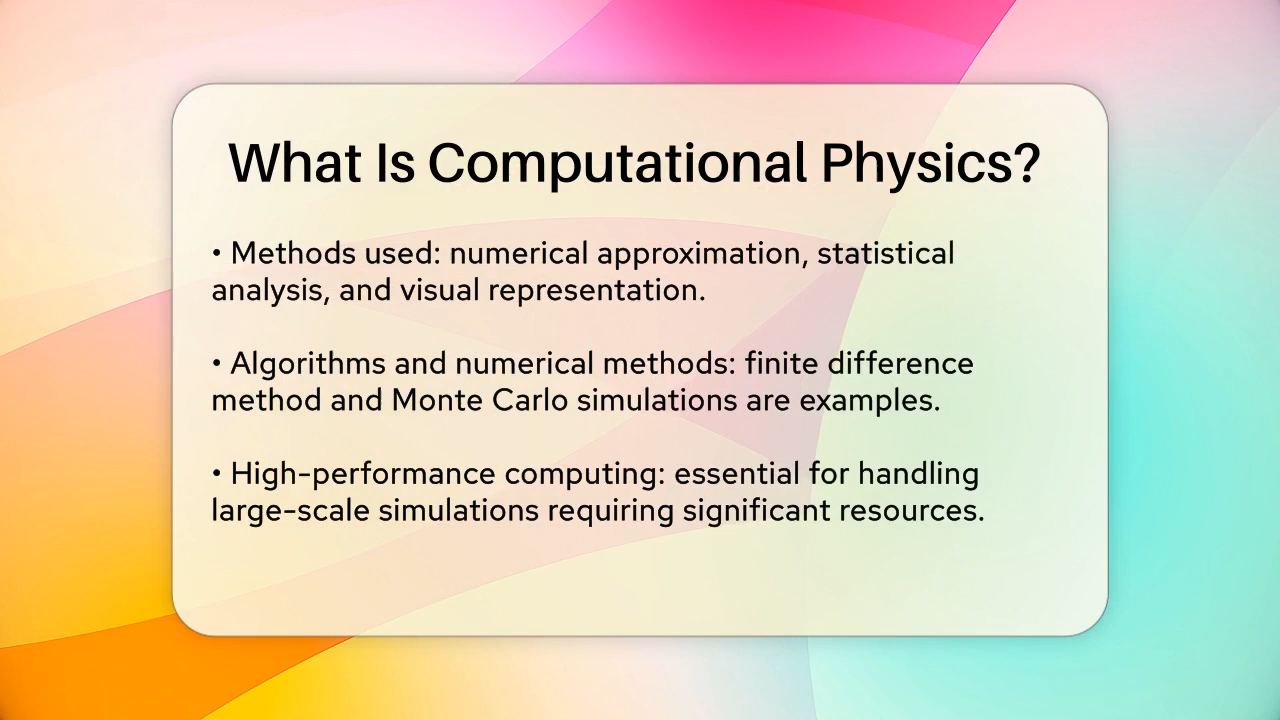 What Is Computational Physics?
• Methods used: numerical approximation, statistical
analysis, and visual representation.
• Algorithms and numerical methods: finite difference
method and Monte Carlo simulations are examples.
• High-performance computing: essential for handling
large-scale simulations requiring significant resources.